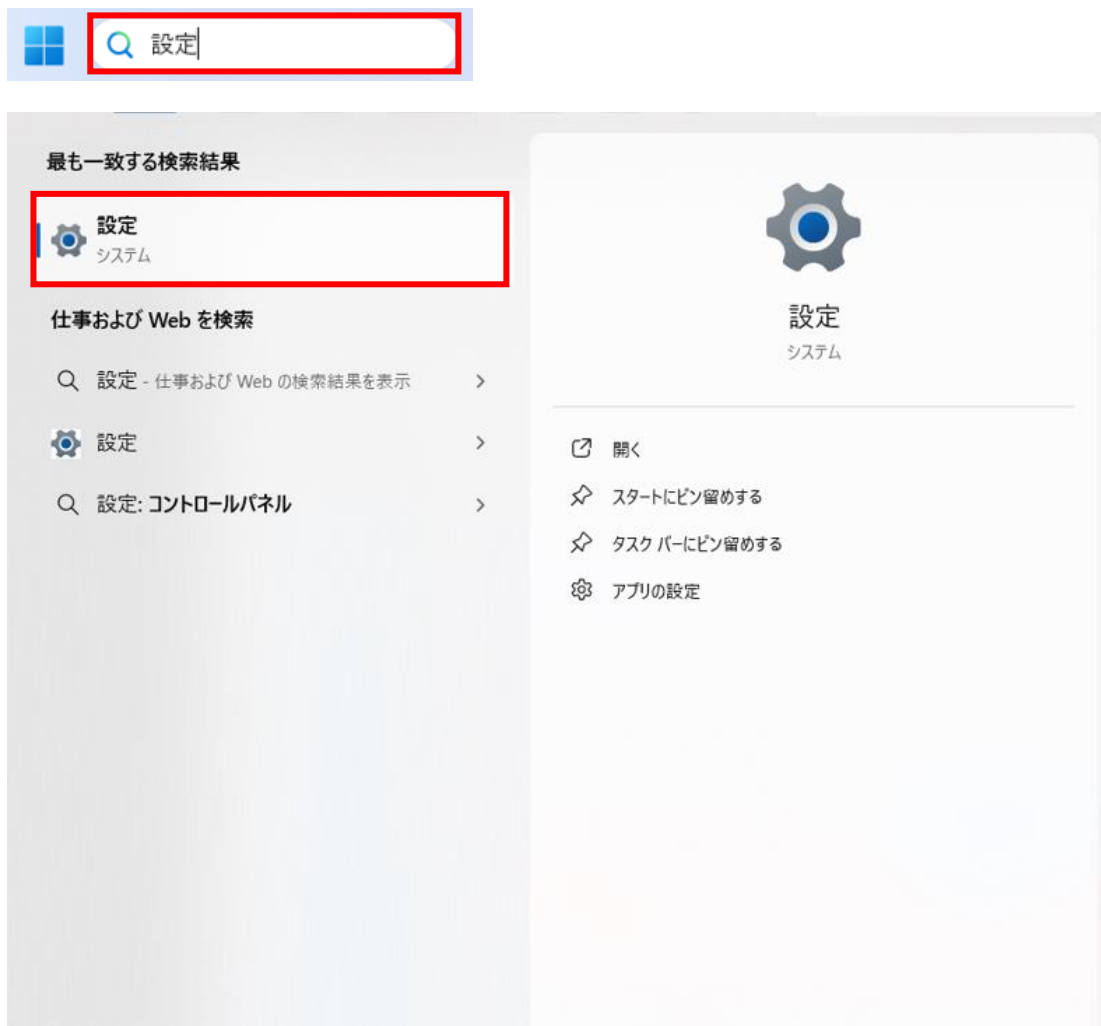 設定
最も一致する検索結果
設定
システム
仕事および Web を検索
設定 - 仕事および Web の検索結果を表示
設定
設定: コントロールパネル
設定
システム
開く
スタートにピン留めする
タスク バーにピン留めする
アプリの設定